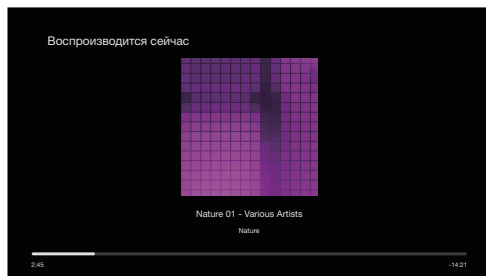 Воспроизводится сейчас
Nature 01 - Various Artists
Nature
2:45
-14:21